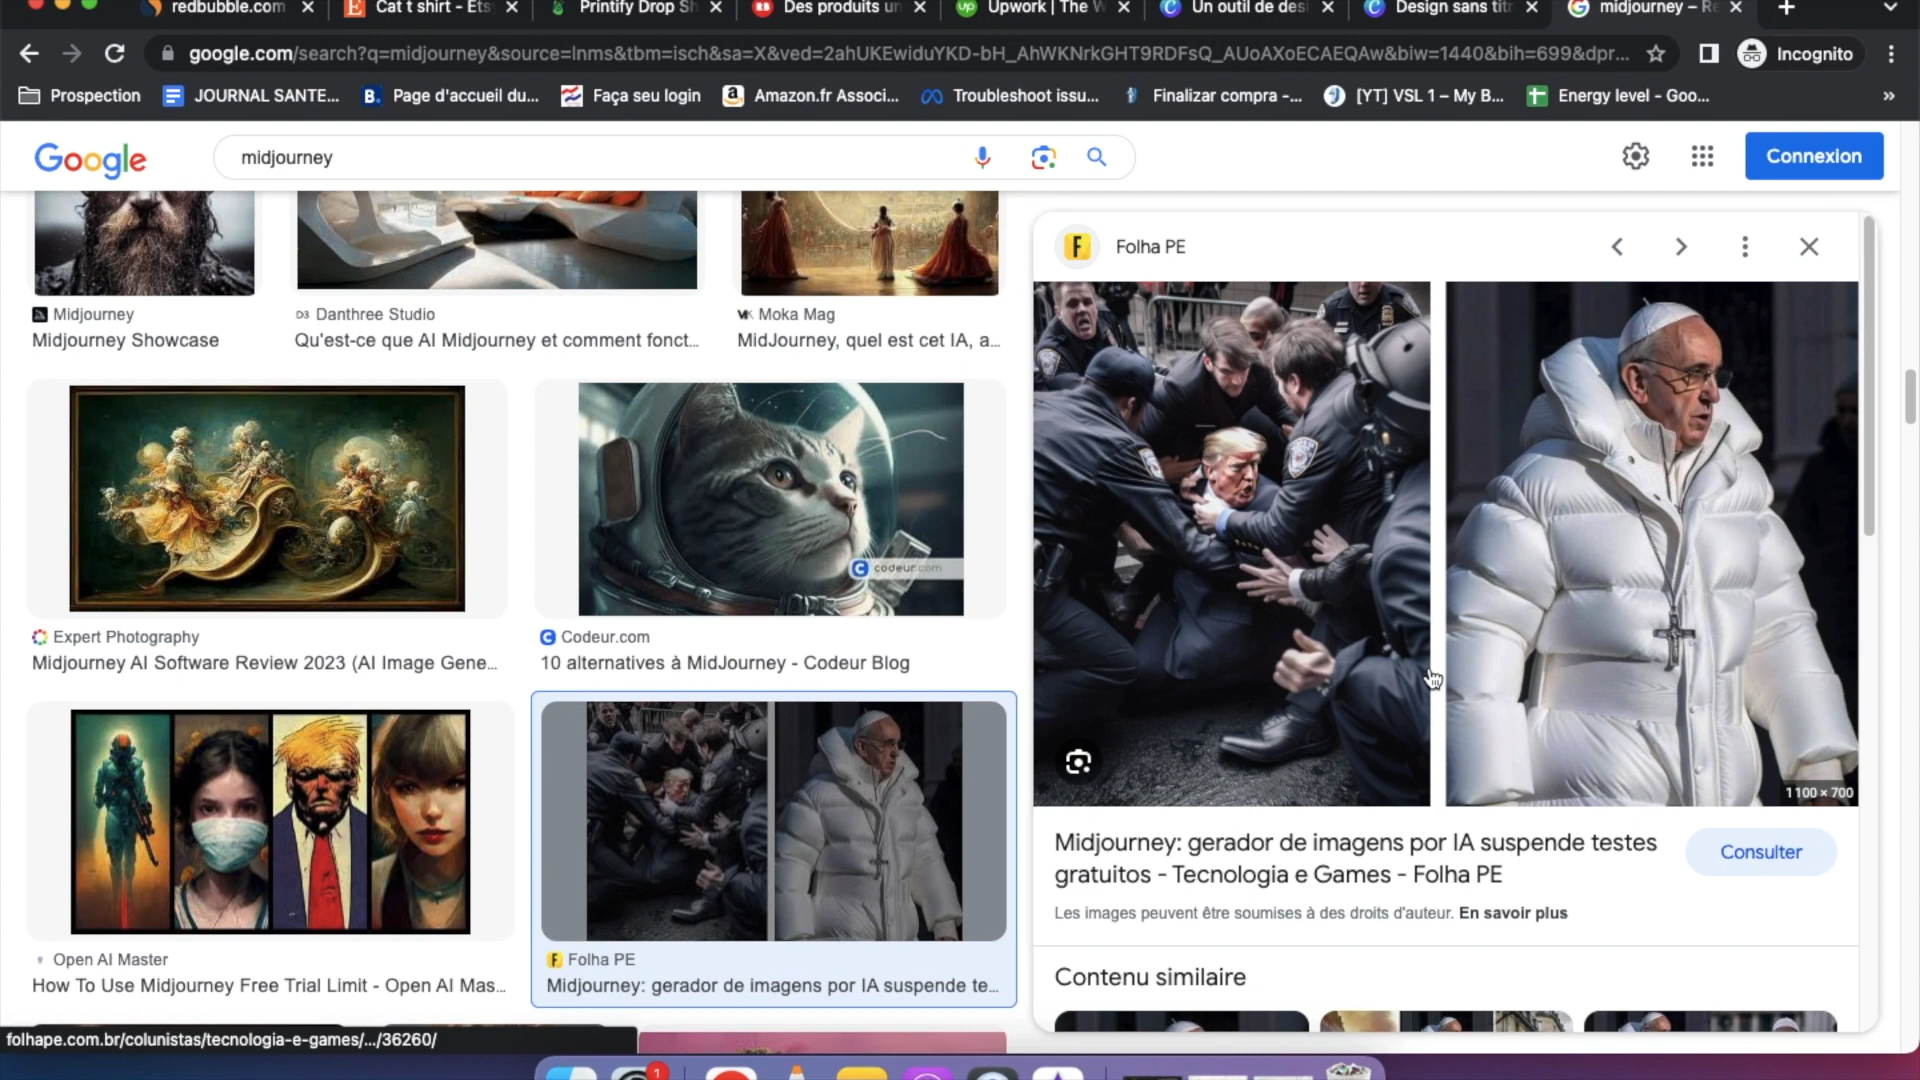 redbubble.com
Cat t shirt - Ets
Printify Drop Sh
Des produits un
Upwork | The W
Un outil de desi
Design sans titr
midjourney – Re
google.com/search?q=midjourney&source=lnms&tbm=isch&sa=X&ved=2ahUKEwiduYKD-bH_AhWKNrkGHT9RDFsQ_AUoAXoECAEQAw&biw=1440&bih=699&dpr...
Incognito
Prospection
JOURNAL SANTE...
Page d'accueil du...
Faça seu login
Amazon.fr Associ...
Troubleshoot issu...
Finalizar compra -...
[YT] VSL 1 – My B...
Energy level - Goo...
»
Google
midjourney
Connexion
Midjourney
Midjourney Showcase
Danthree Studio
Qu'est-ce que AI Midjourney et comment fonct...
Moka Mag
MidJourney, quel est cet IA, a...
codeur.com
Expert Photography
Midjourney AI Software Review 2023 (AI Image Gene...
Codeur.com
10 alternatives à MidJourney - Codeur Blog
Open AI Master
How To Use Midjourney Free Trial Limit - Open AI Mas...
Folha PE
Midjourney: gerador de imagens por IA suspende te...
Folha PE
1100 × 700
Midjourney: gerador de imagens por IA suspende testes
gratuitos - Tecnologia e Games - Folha PE
Consulter
Les images peuvent être soumises à des droits d'auteur. En savoir plus
Contenu similaire
folhape.com.br/colunistas/tecnologia-e-games/.../36260/
1